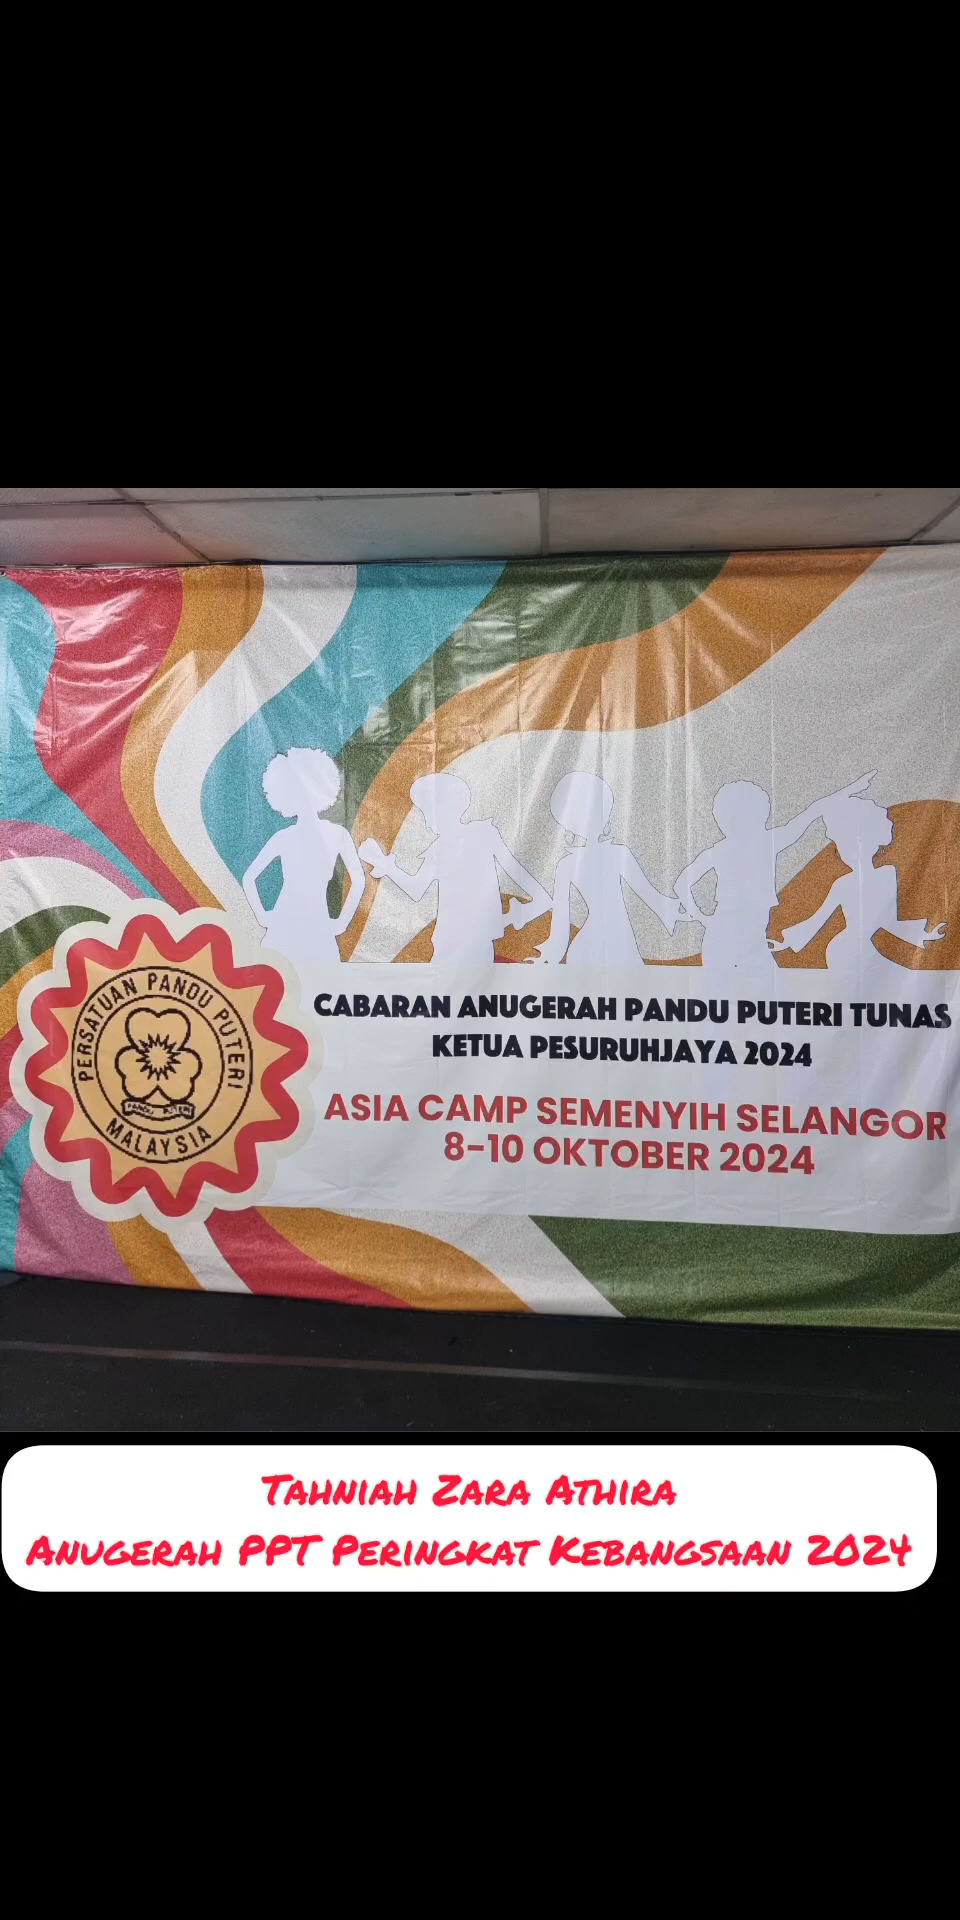 PERSATUAN PANDU PUTERI
PANDU PUTERI
MALAYSIA
CABARAN ANUGERAH PANDU PUTERI TUNAS
KETUA PESURUHJAYA 2024
ASIA CAMP SEMENYIH SELANGOR
8-10 OKTOBER 2024
TAHNIAH ZARA ATHIRA
ANUGERAH PPT PERINGKAT KEBANGSAAN 2024